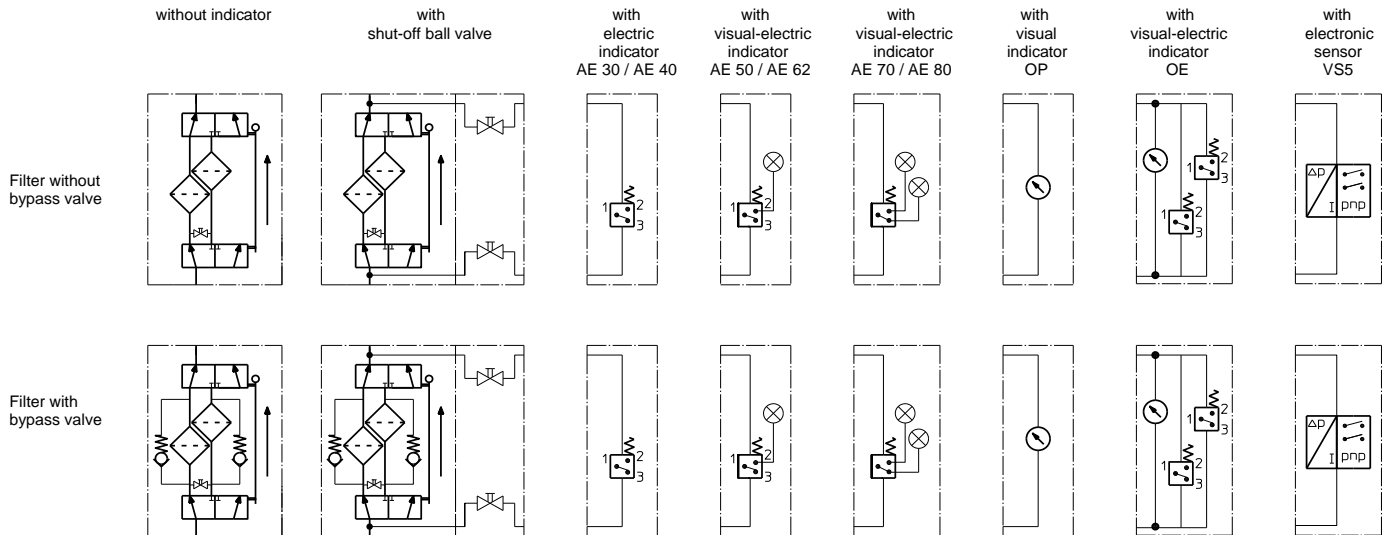 without indicator
with
shut-off ball valve
with
electric
indicator
AE 30 / AE 40
with
visual-electric
indicator
AE 50 / AE 62
with
visual-electric
indicator
AE 70 / AE 80
with
visual
indicator
OP
with
visual-electric
indicator
OE
with
electronic
sensor
VS5
Filter without
bypass valve
1 2
3
1 2
3
1 2
3
1 2
3
Δp
I pnp
Filter with
bypass valve
1 2
3
1 2
3
1 2
3
1 2
3
Δp
I pnp